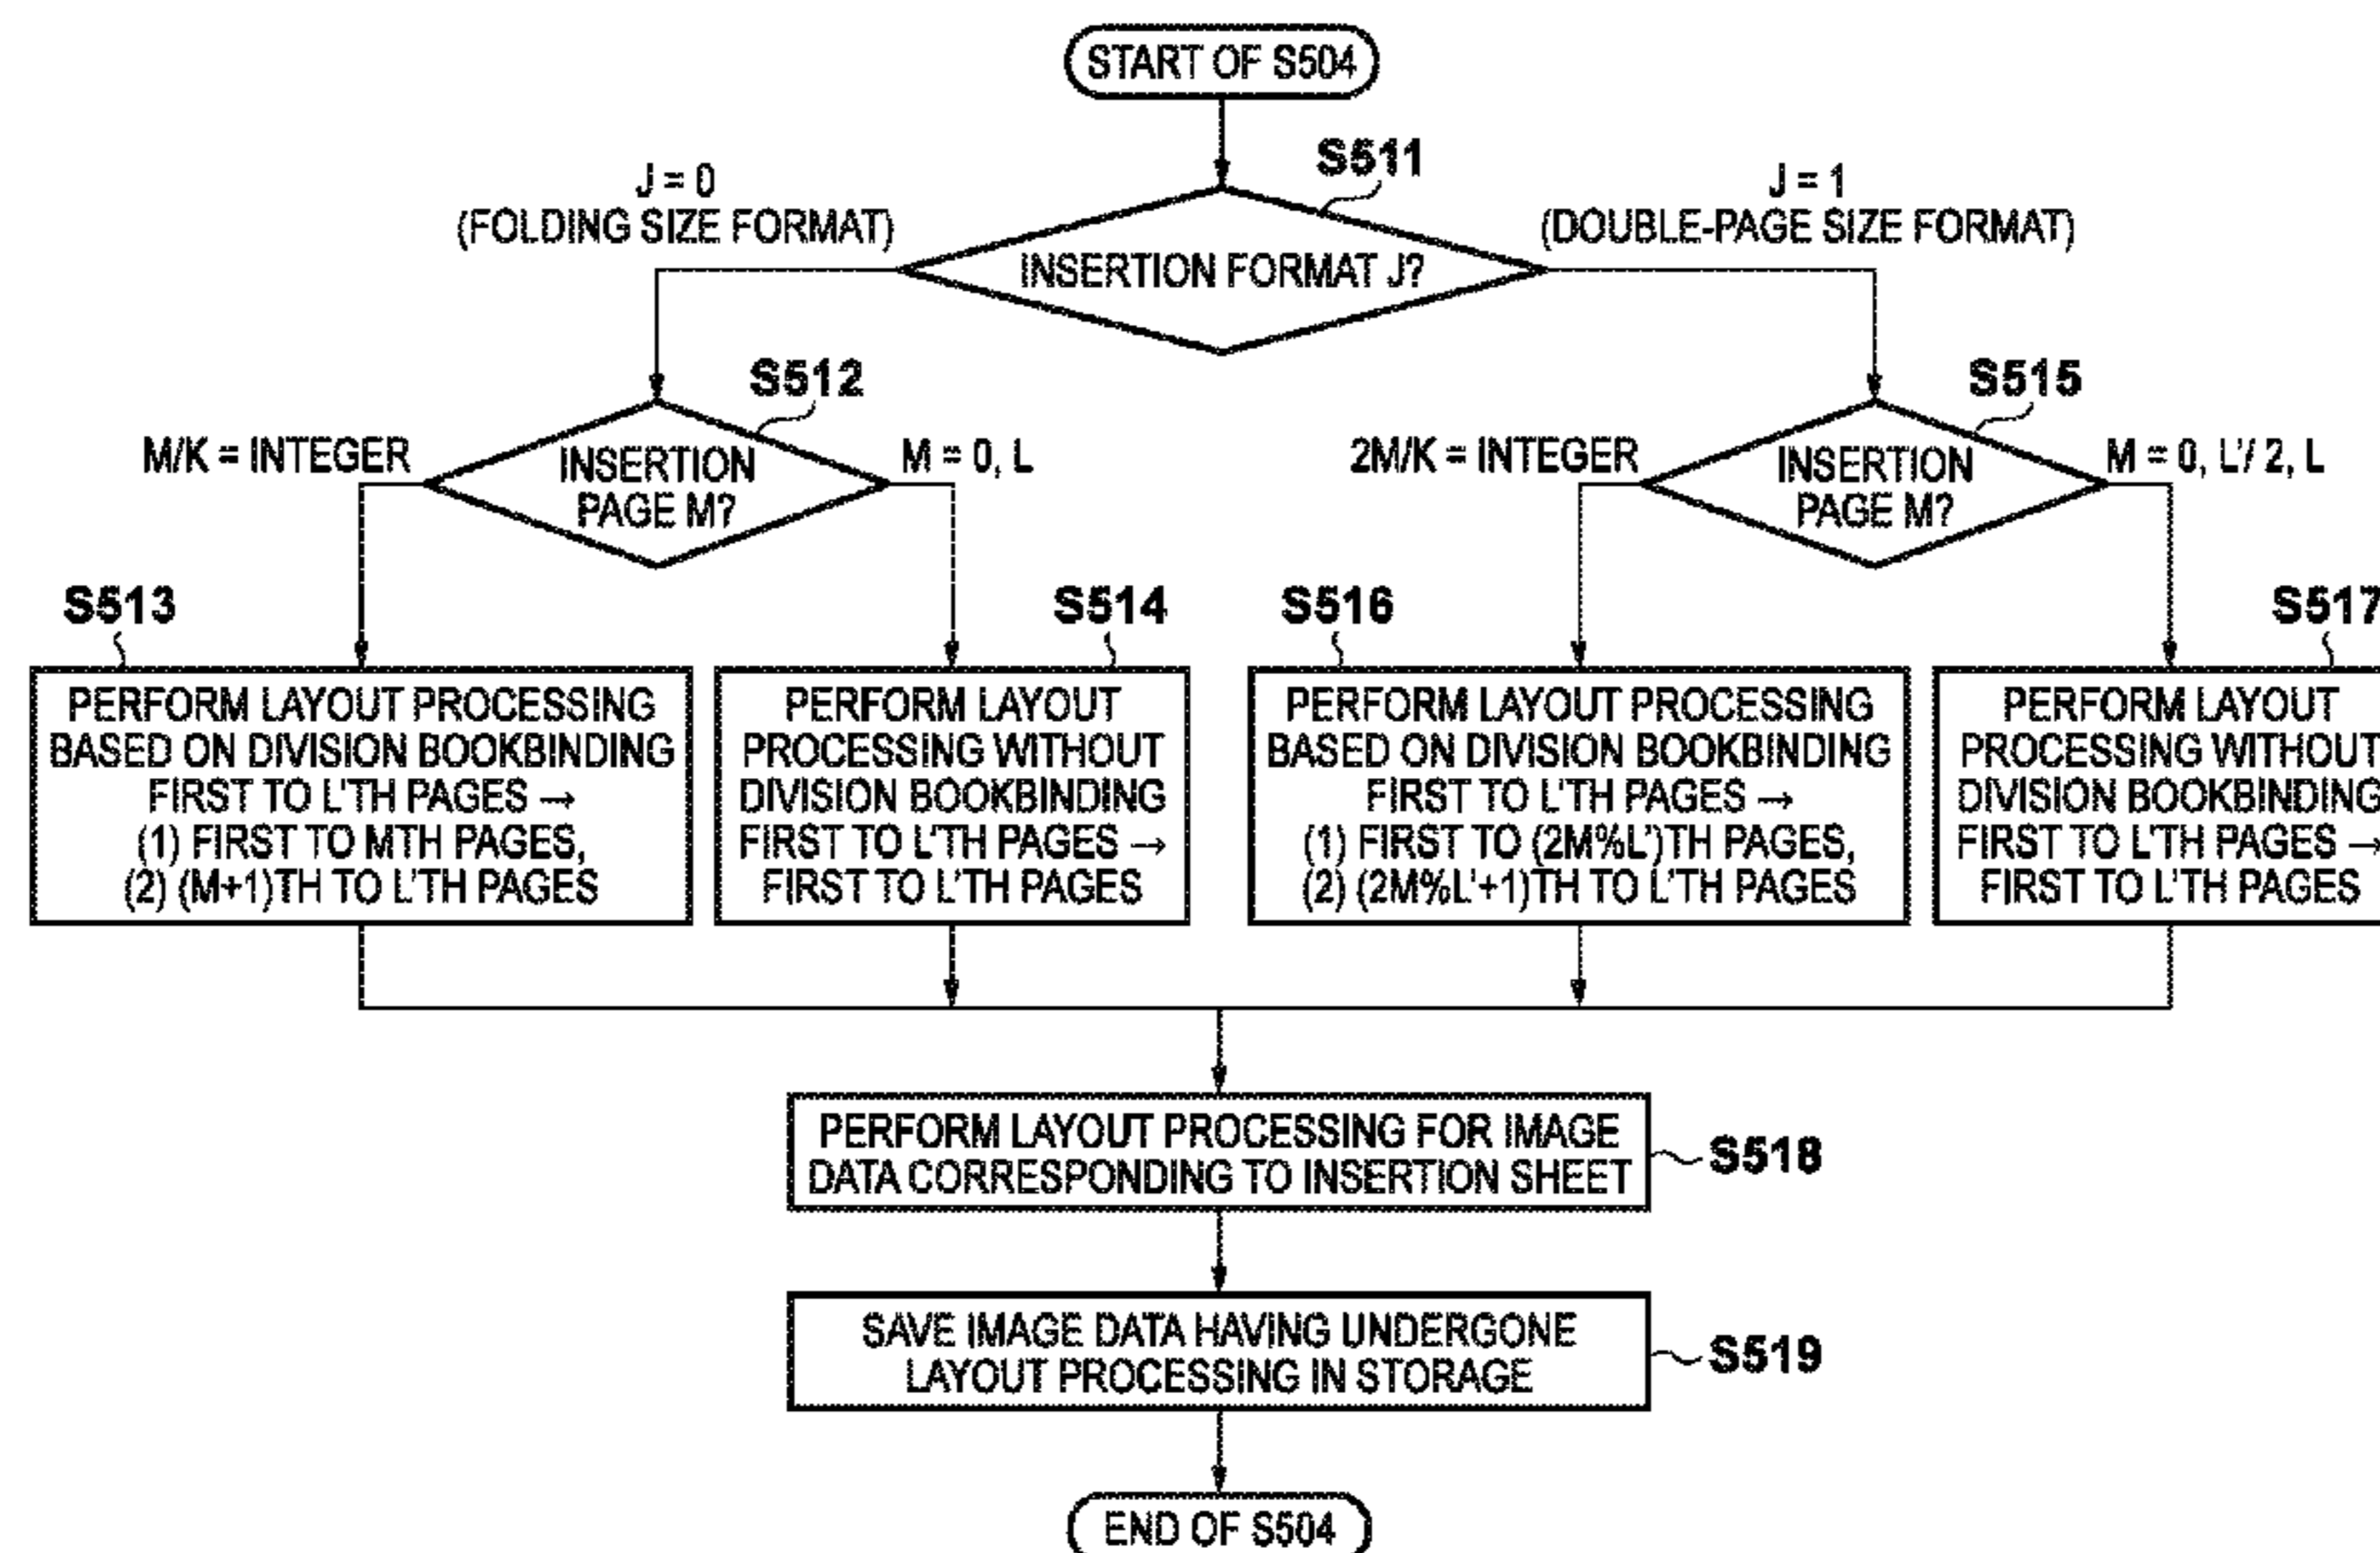 START OF S504
S511
J = 0
(FOLDING SIZE FORMAT)
J = 1
(DOUBLE-PAGE SIZE FORMAT)
INSERTION FORMAT J?
S512
M/K = INTEGER
INSERTION
PAGE M?
M = 0, L
S515
2M/K = INTEGER
INSERTION
PAGE M?
M = 0, L'/ 2, L
S513
PERFORM LAYOUT PROCESSING
BASED ON DIVISION BOOKBINDING
FIRST TO L'TH PAGES →
(1) FIRST TO MTH PAGES,
(2) (M+1)TH TO L'TH PAGES
S514
PERFORM LAYOUT
PROCESSING WITHOUT
DIVISION BOOKBINDING
FIRST TO L'TH PAGES →
FIRST TO L'TH PAGES
S516
PERFORM LAYOUT PROCESSING
BASED ON DIVISION BOOKBINDING
FIRST TO L'TH PAGES →
(1) FIRST TO (2M%L')TH PAGES,
(2) (2M%L'+1)TH TO L'TH PAGES
S517
PERFORM LAYOUT
PROCESSING WITHOUT
DIVISION BOOKBINDING
FIRST TO L'TH PAGES →
FIRST TO L'TH PAGES
PERFORM LAYOUT PROCESSING FOR IMAGE
DATA CORRESPONDING TO INSERTION SHEET
S518
SAVE IMAGE DATA HAVING UNDERGONE
LAYOUT PROCESSING IN STORAGE
S519
END OF S504